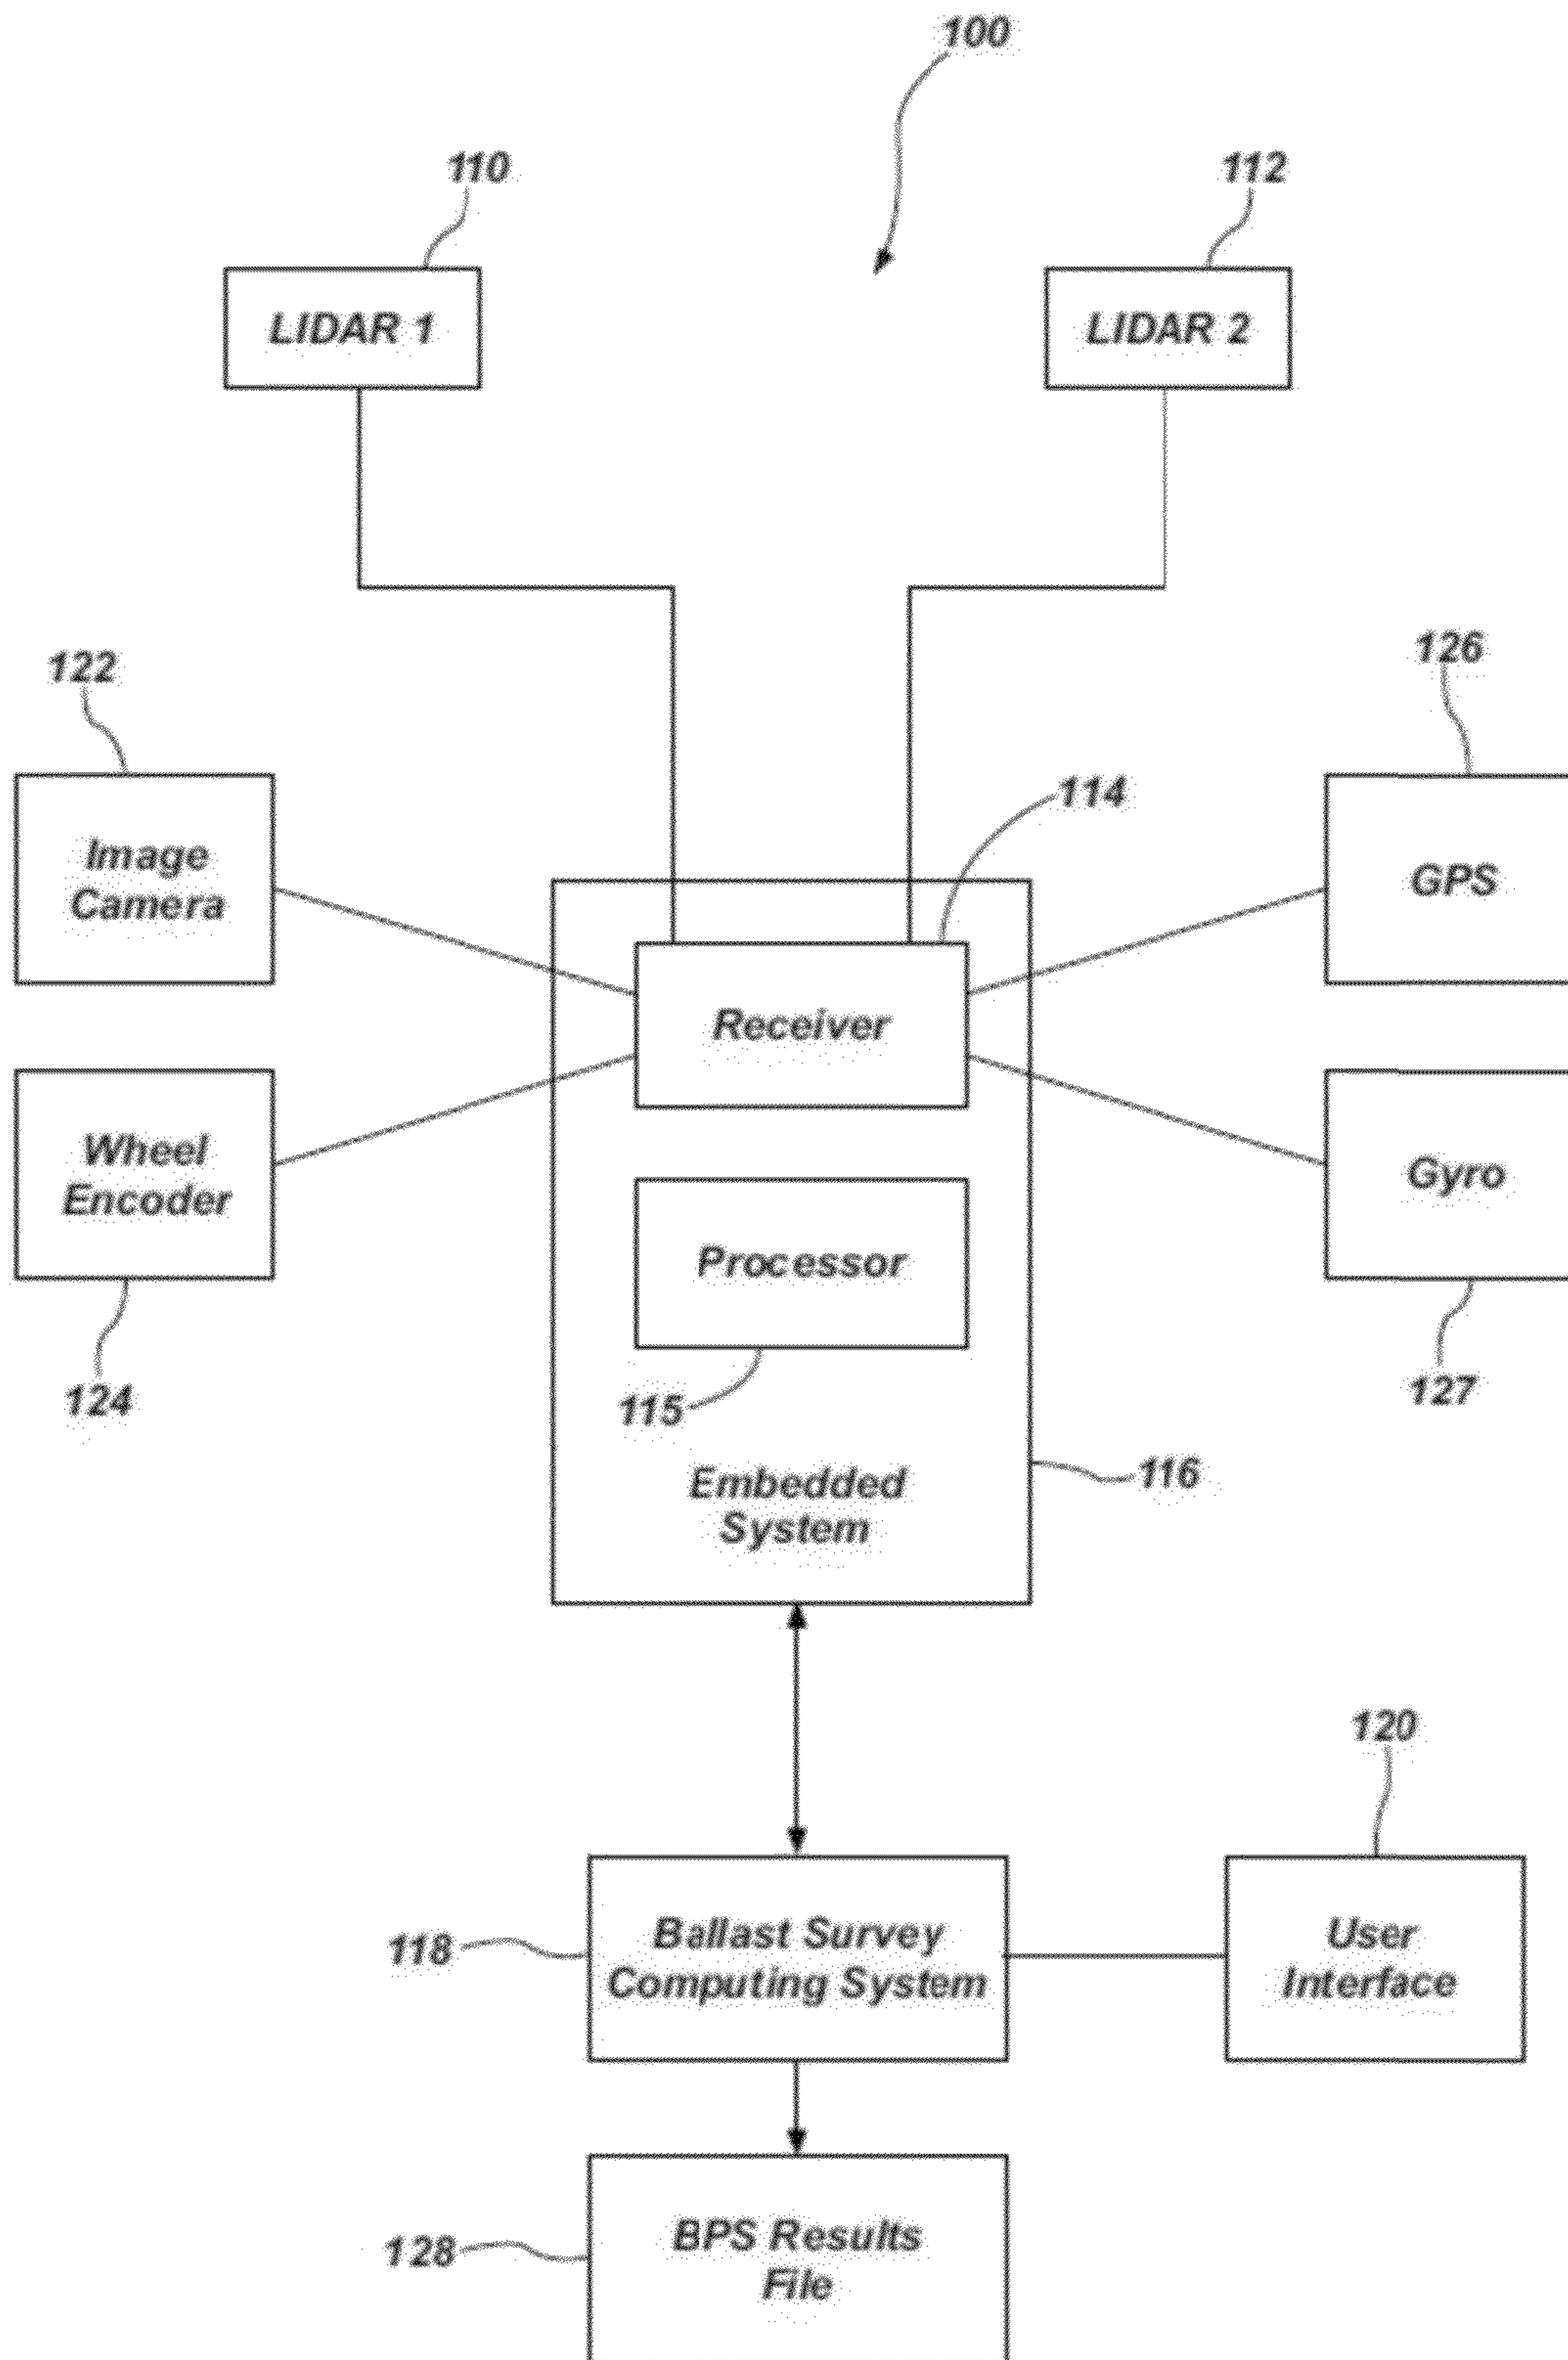 100
110
112
LIDAR 1
LIDAR 2
122
126
114
Image
Camera
GPS
Receiver
Wheel
Encoder
Gyro
Processor
124
115
127
Embedded
System
116
120
118
Ballast Survey
Computing System
User
Interface
128
BPS Results
File